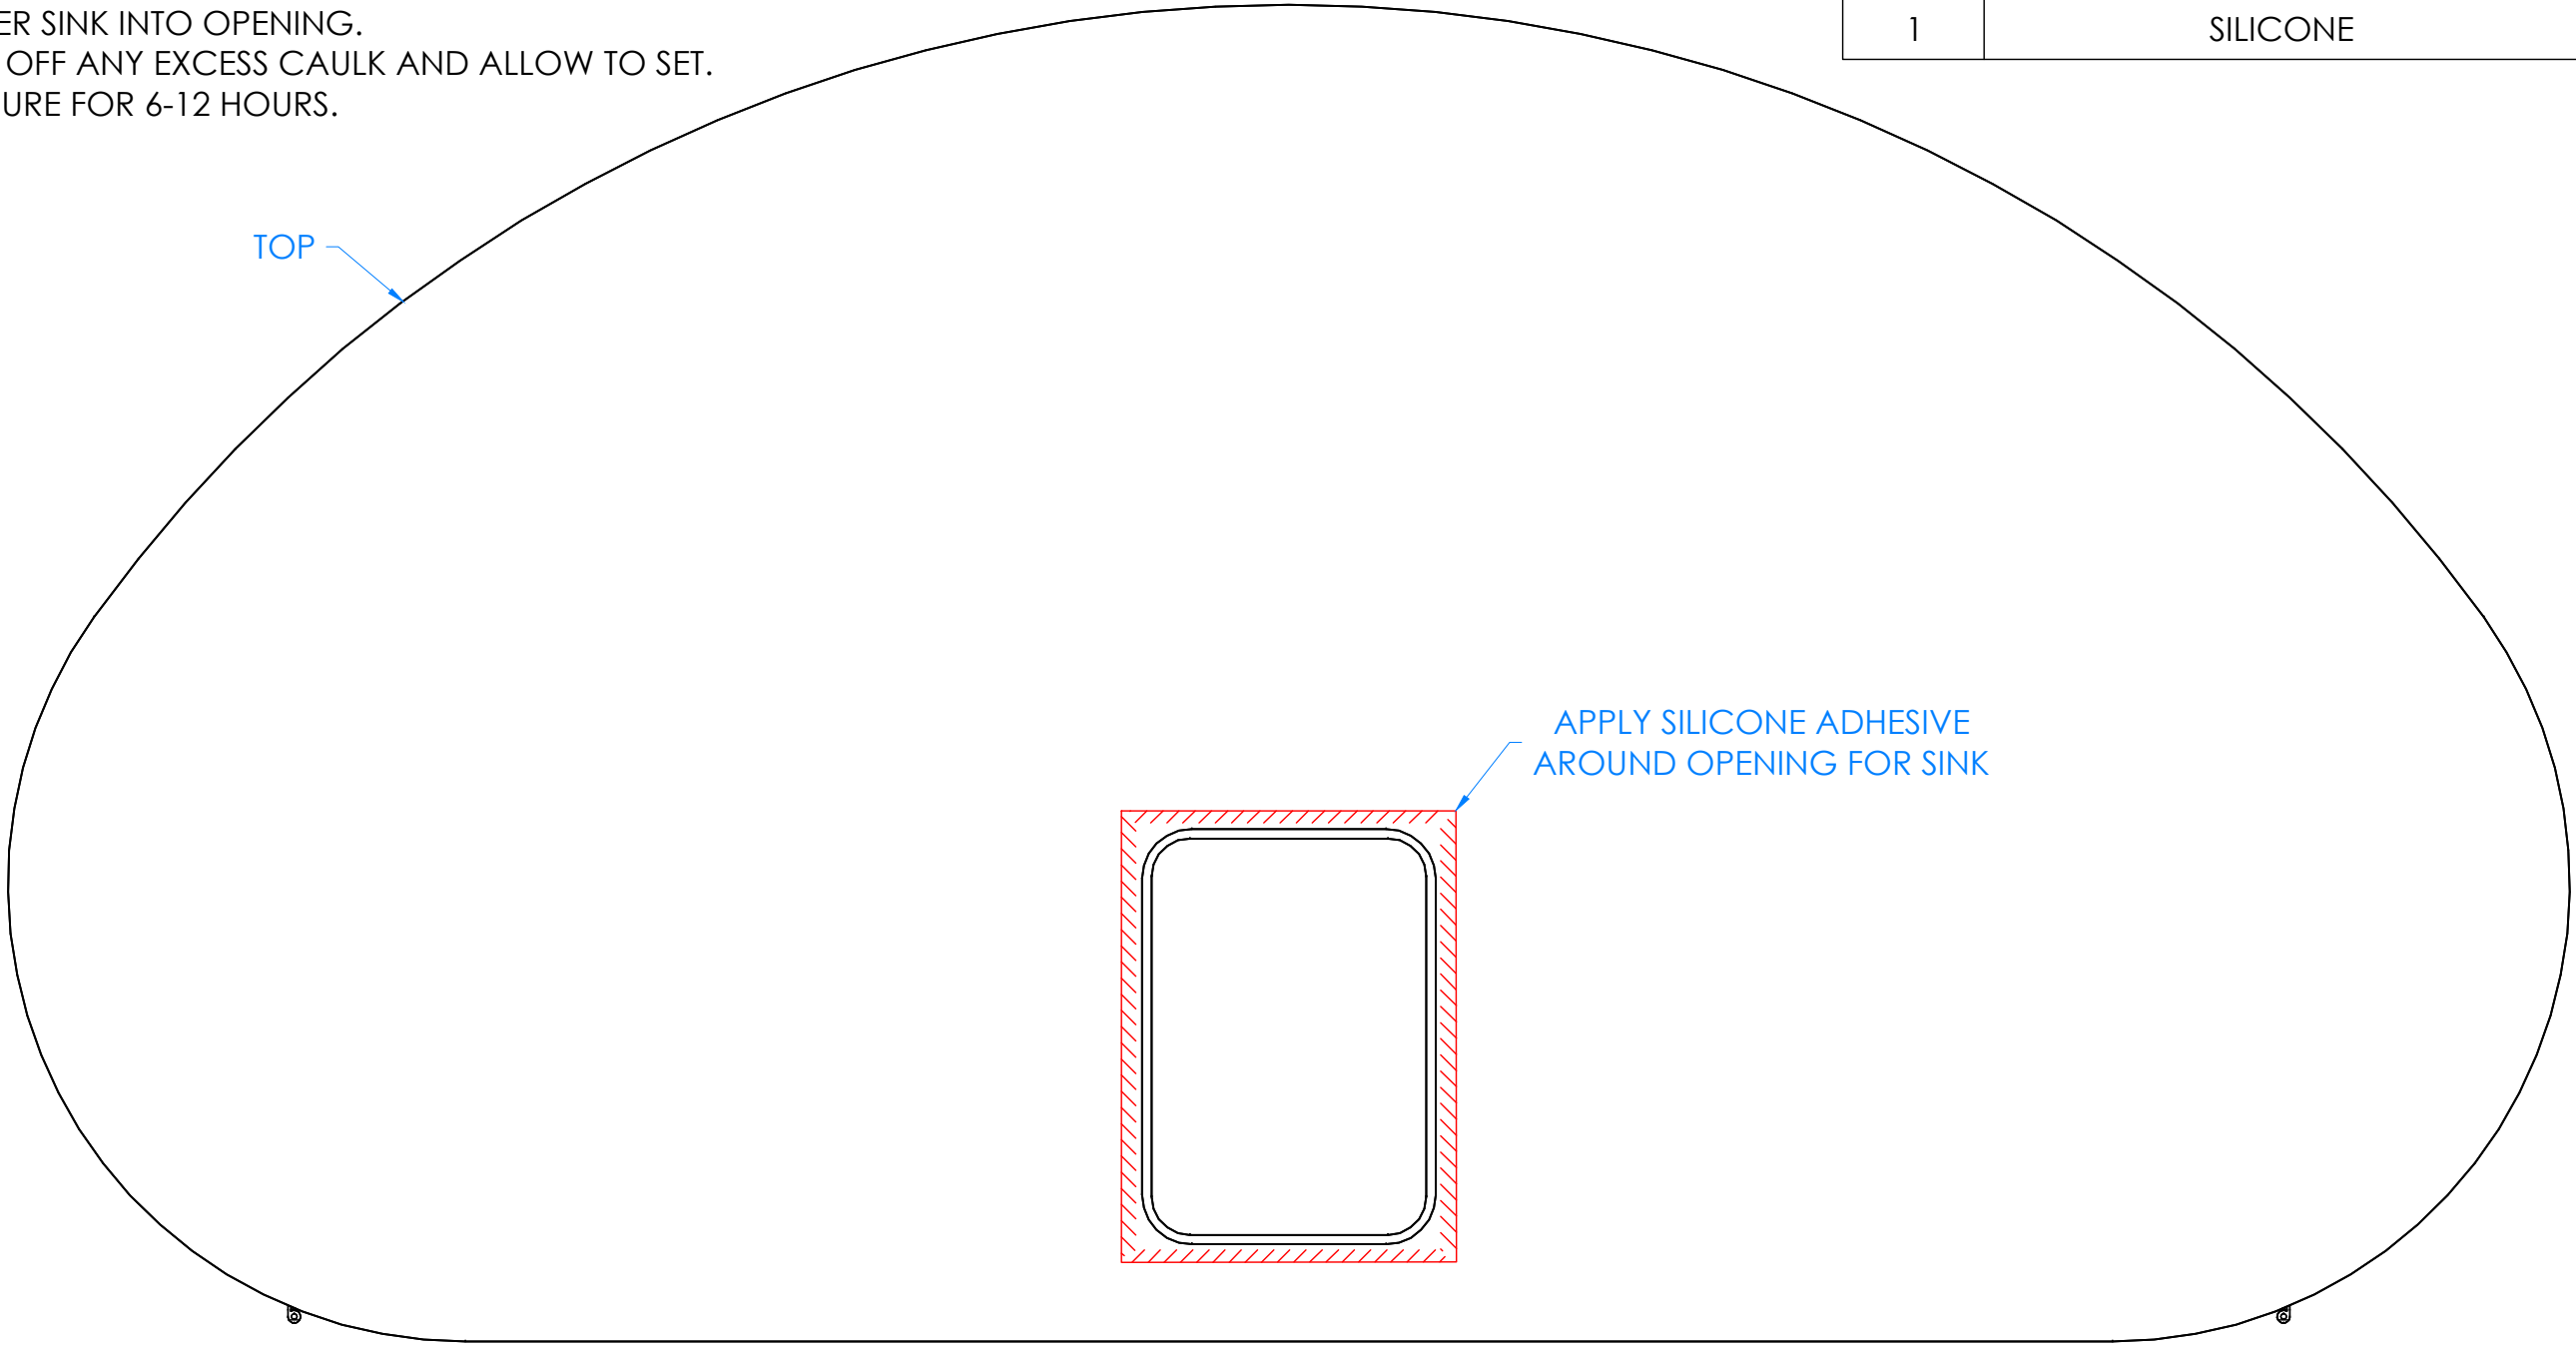 ER SINK INTO OPENING.
OFF ANY EXCESS CAULK AND ALLOW TO SET.
URE FOR 6-12 HOURS.
1 SILICONE
TOP
APPLY SILICONE ADHESIVE
AROUND OPENING FOR SINK